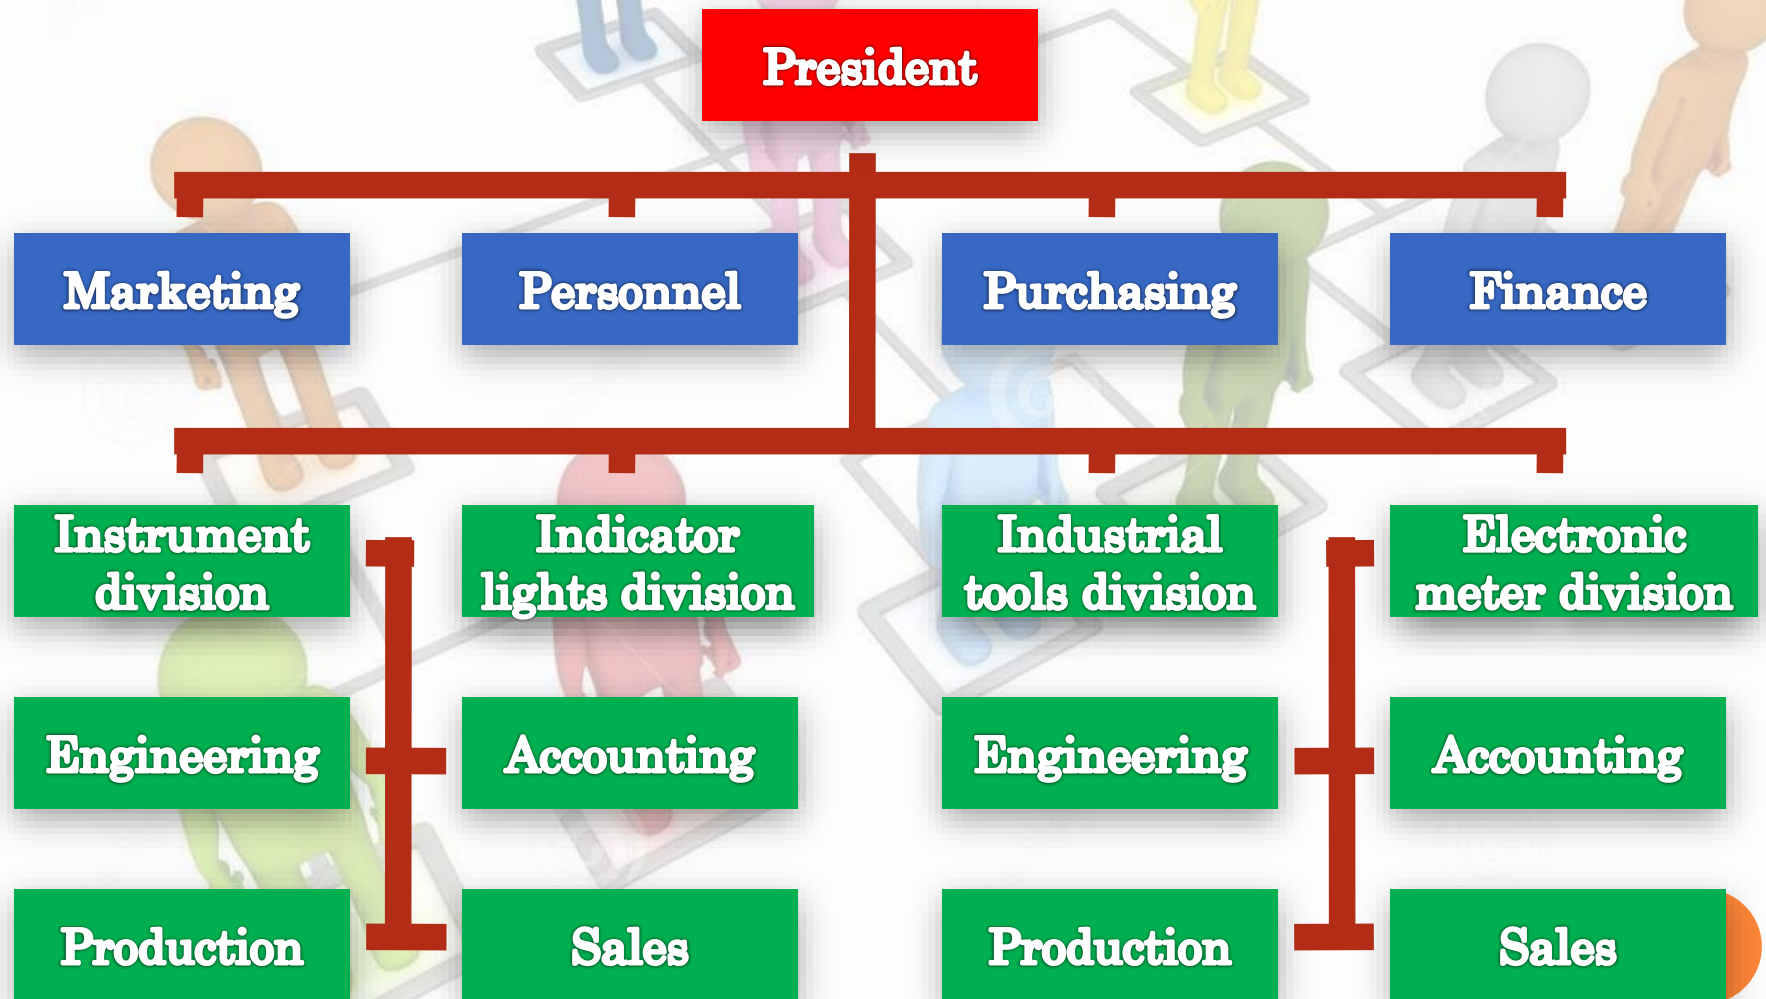 President
Marketing
Personnel
Purchasing
Finance
Instrument
division
Indicator
lights division
Industrial
tools division
Electronic
meter division
Engineering
Accounting
Engineering
Accounting
Production
Sales
Production
Sales